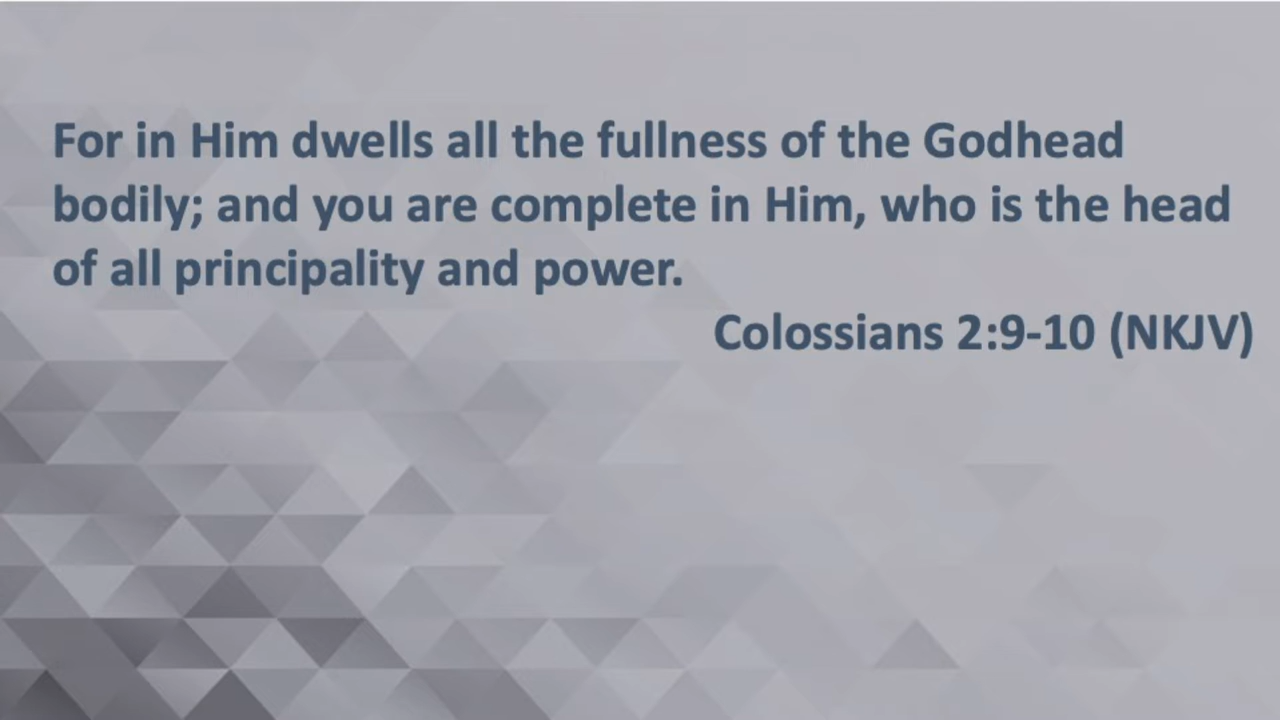 For in Him dwells all the fullness of the Godhead
bodily; and you are complete in Him, who is the head
of all principality and power.
Colossians 2:9-10 (NKJV)